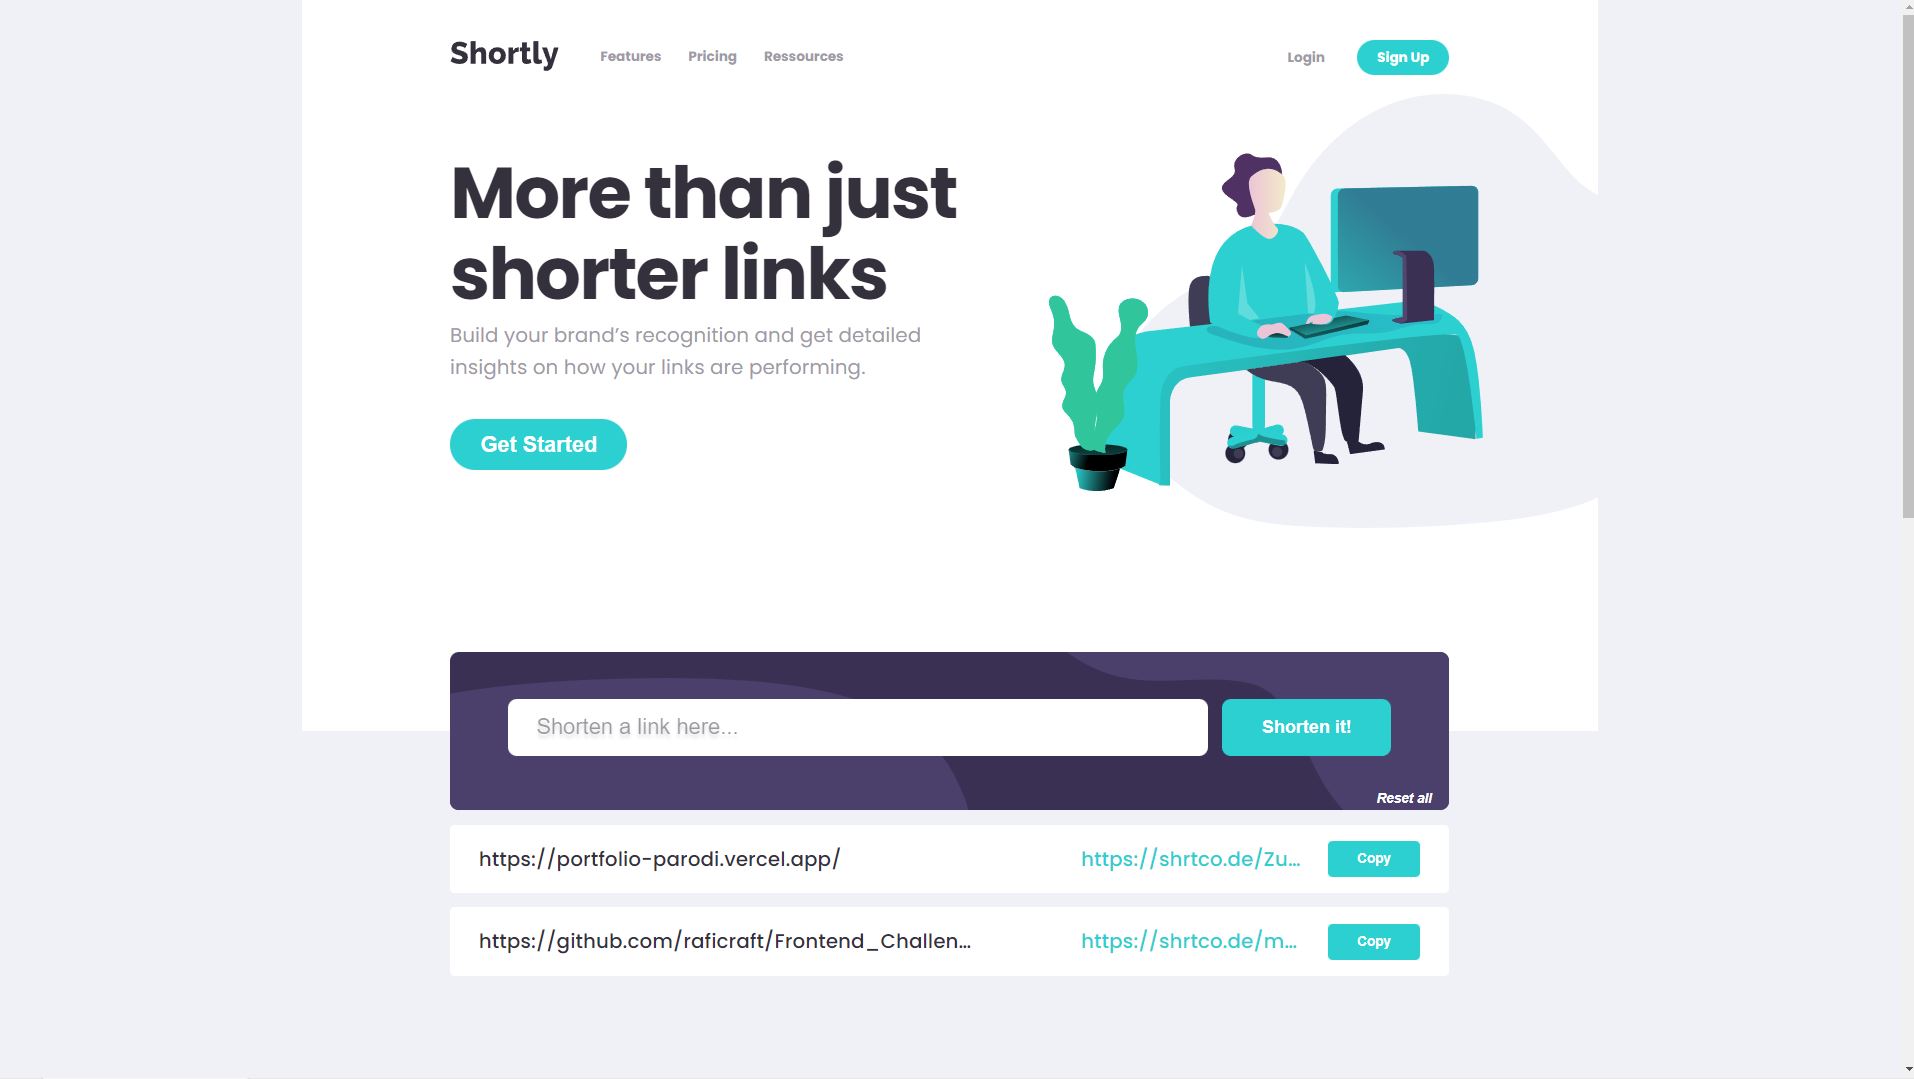 Shortly
Features Pricing Ressources
Login
Sign Up
More than just
shorter links
Build your brand’s recognition and get detailed
insights on how your links are performing.
Get Started
Shorten a link here...
Shorten it!
Reset all
https://portfolio-parodi.vercel.app/
https://shrtco.de/Zu...
Copy
https://github.com/raficraft/Frontend_Challen...
https://shrtco.de/m...
Copy